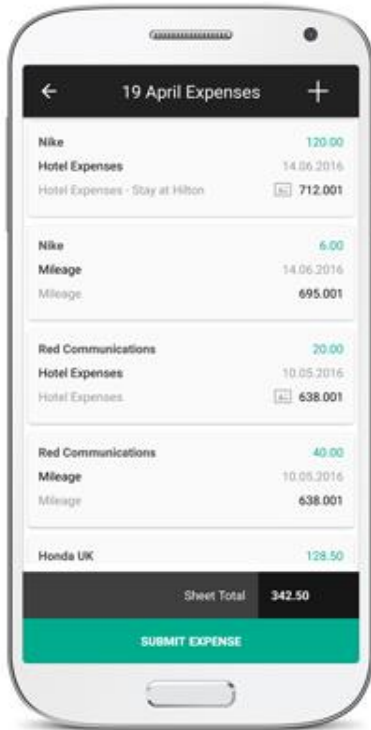 19 April Expenses
Nike 120.00
Hotel Expenses 14.06.2016
Hotel Expenses - Stay at Hilton 712.001
Nike 6.00
Mileage 14.06.2016
Mileage 695.001
Red Communications 20.00
Hotel Expenses 10.05.2016
Hotel Expenses 638.001
Red Communications 40.00
Mileage 10.05.2016
Mileage 638.001
Honda UK 128.50
Sheet Total 342.50
SUBMIT EXPENSE